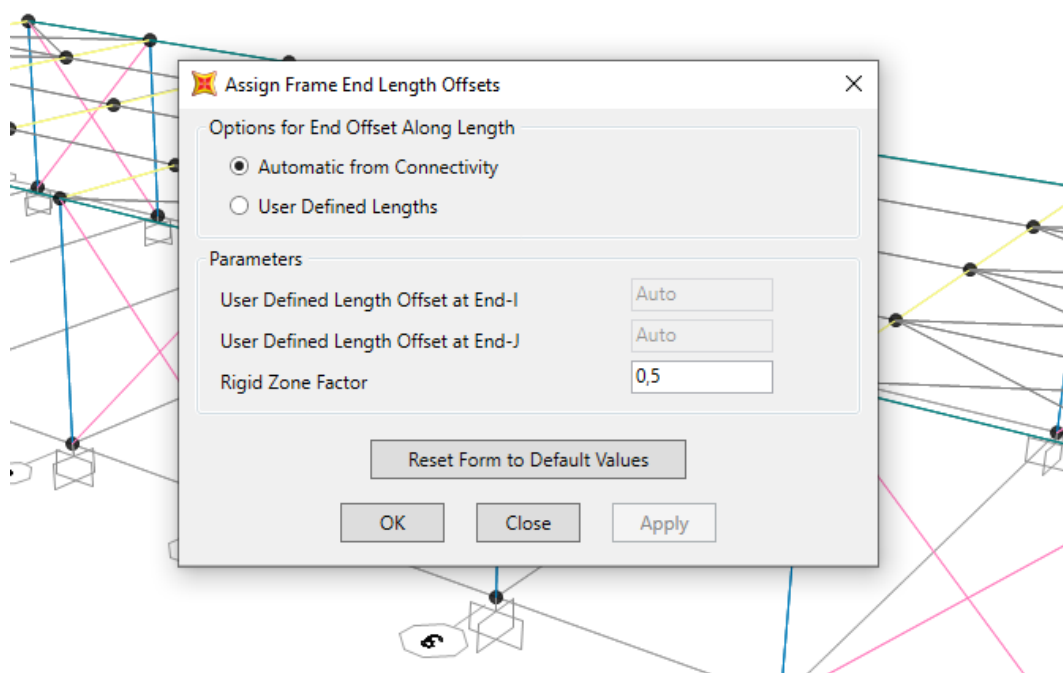 Assign Frame End Length Offsets
Options for End Offset Along Length
Automatic from Connectivity
User Defined Lengths
Parameters
User Defined Length Offset at End-I
Auto
User Defined Length Offset at End-J
Auto
Rigid Zone Factor
0,5
Reset Form to Default Values
OK
Close
Apply